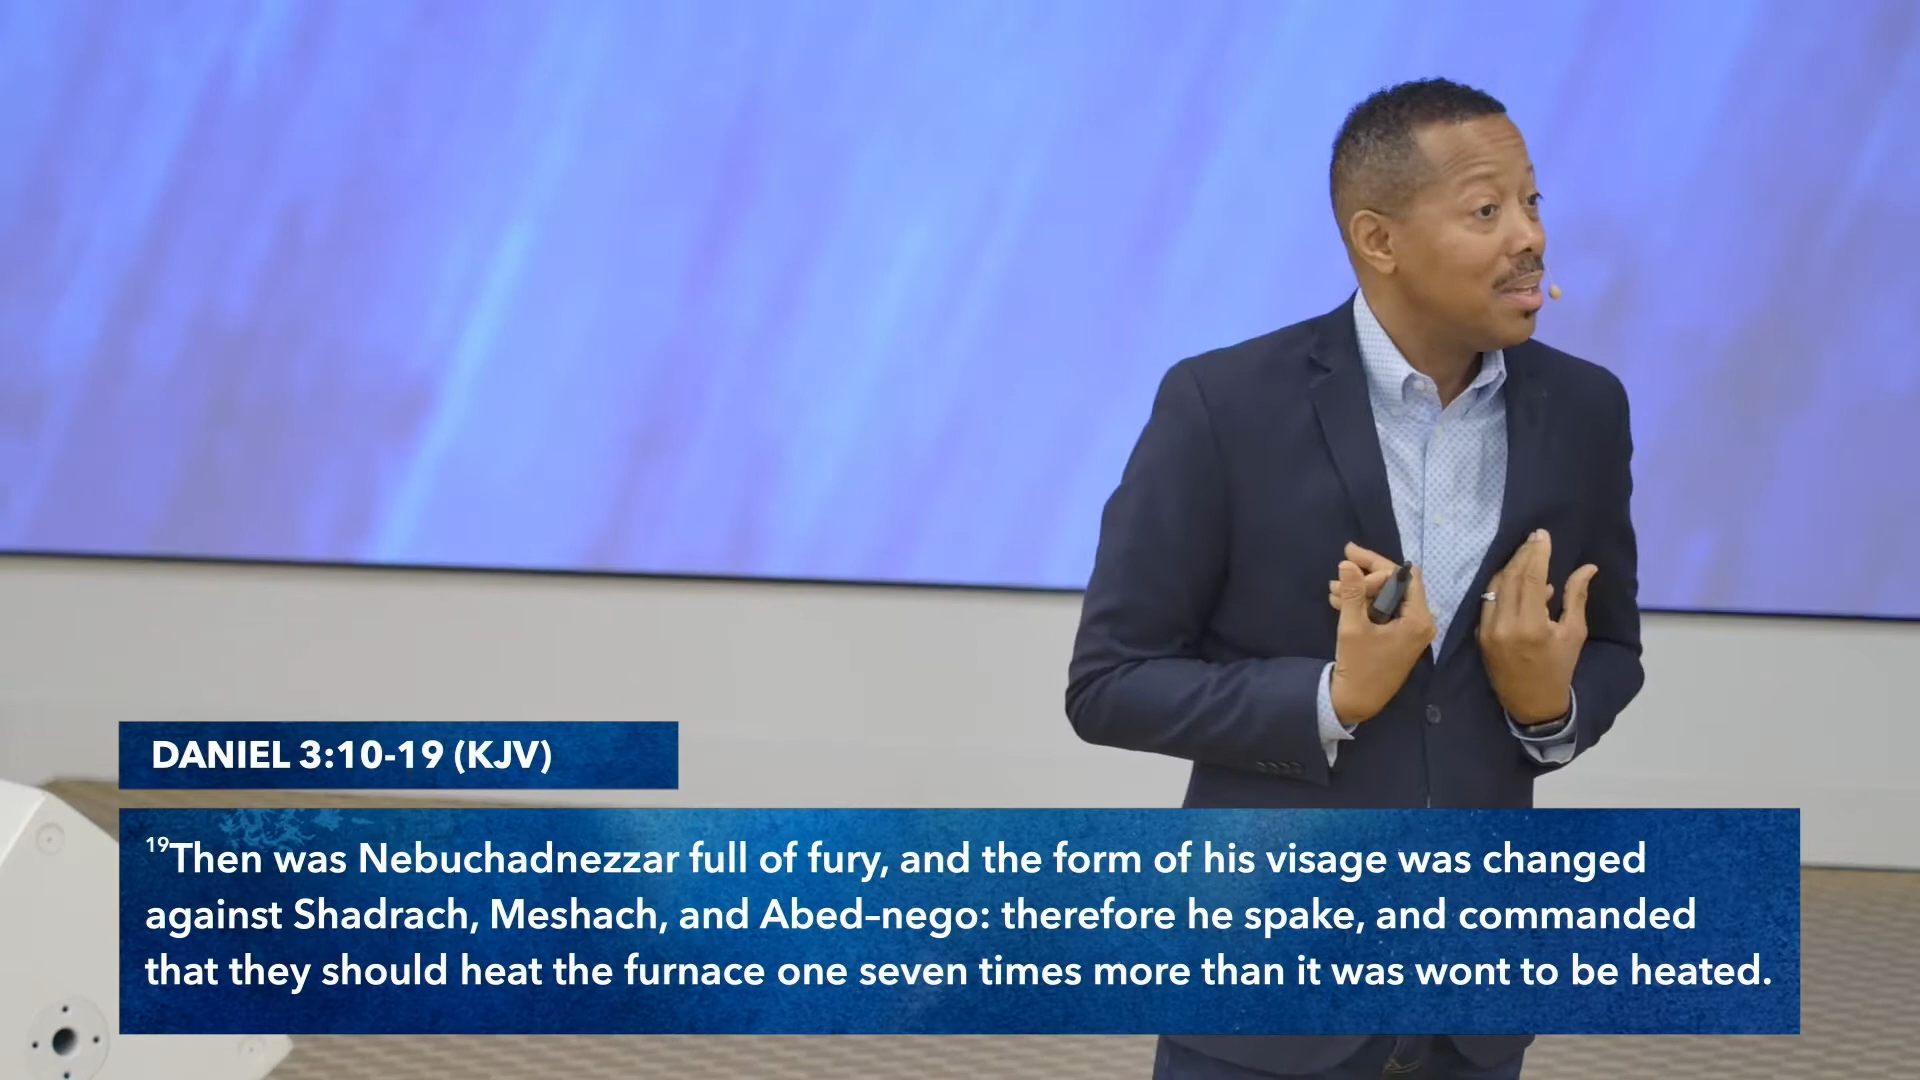 DANIEL 3:10-19 (KJV)
¹⁹Then was Nebuchadnezzar full of fury, and the form of his visage was changed
against Shadrach, Meshach, and Abed–nego: therefore he spake, and commanded
that they should heat the furnace one seven times more than it was wont to be heated.